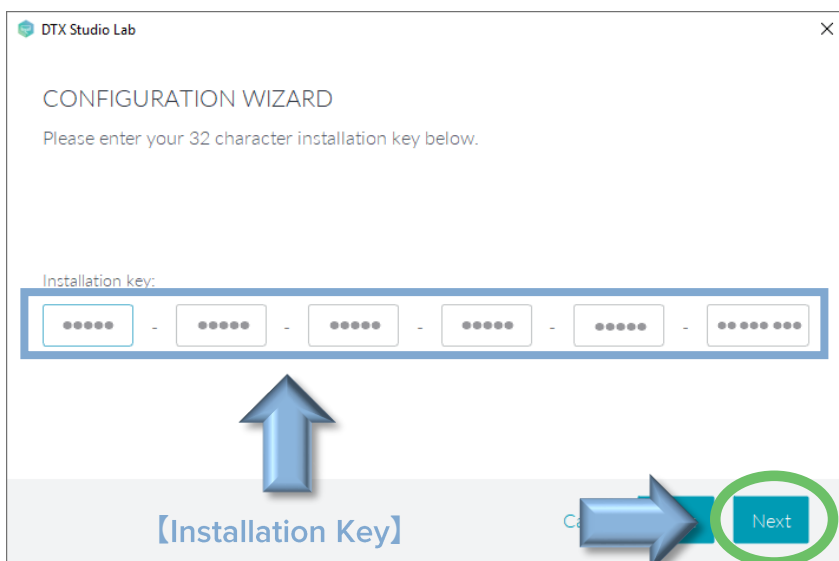 DTX Studio Lab
CONFIGURATION WIZARD
Please enter your 32 character installation key below.
Installation key:
●●●●● - ●●●●● - ●●●●● - ●●●●● - ●●●●● - ●● ●●● ●●●
【Installation Key】
Next